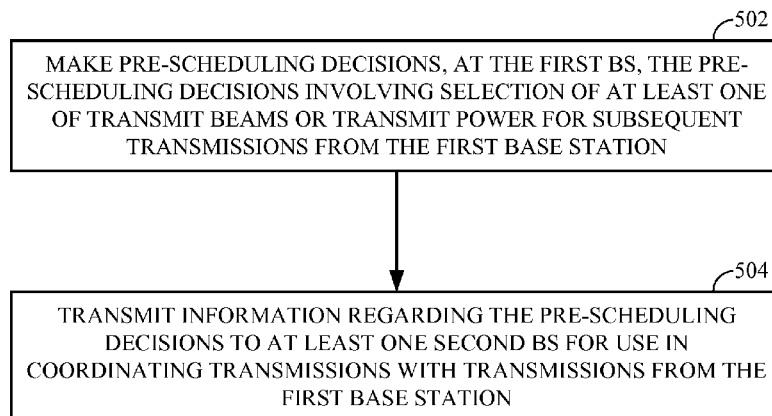 502
MAKE PRE-SCHEDULING DECISIONS, AT THE FIRST BS, THE PRE-
SCHEDULING DECISIONS INVOLVING SELECTION OF AT LEAST ONE
OF TRANSMIT BEAMS OR TRANSMIT POWER FOR SUBSEQUENT
TRANSMISSIONS FROM THE FIRST BASE STATION
504
TRANSMIT INFORMATION REGARDING THE PRE-SCHEDULING
DECISIONS TO AT LEAST ONE SECOND BS FOR USE IN
COORDINATING TRANSMISSIONS WITH TRANSMISSIONS FROM THE
FIRST BASE STATION